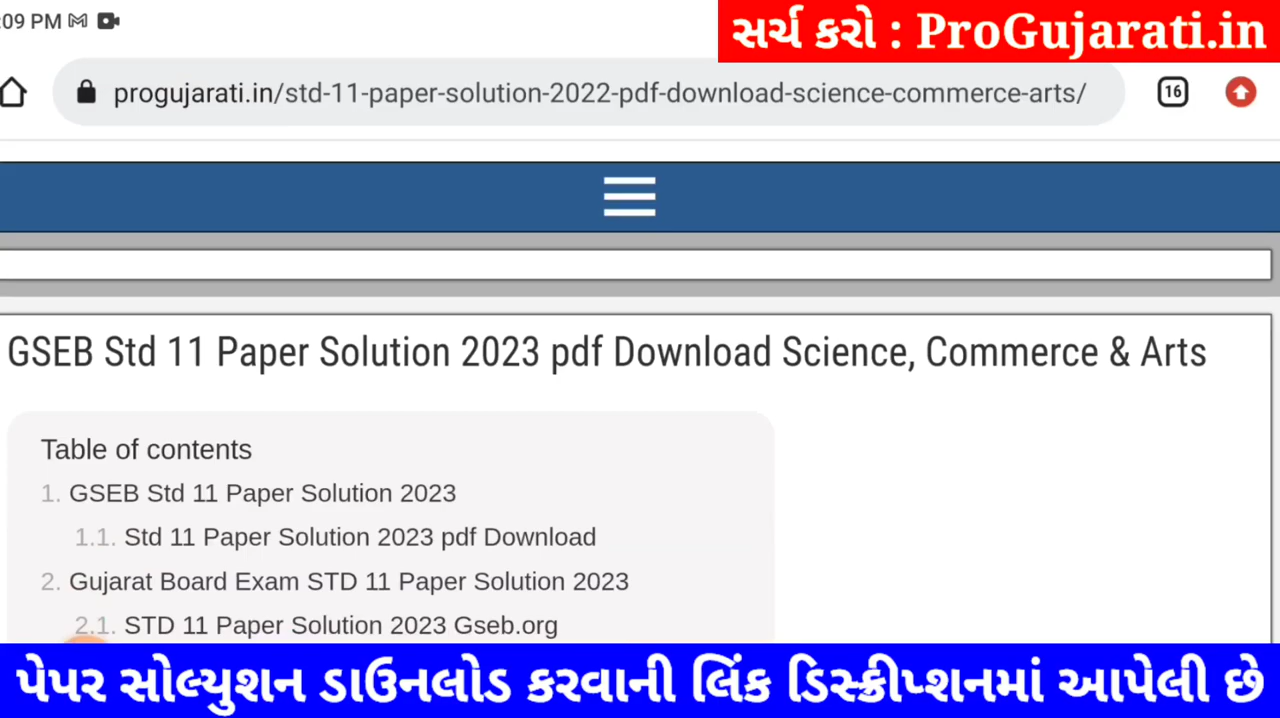 :09 PM
સર્ચ કરો : ProGujarati.in
progujarati.in/std-11-paper-solution-2022-pdf-download-science-commerce-arts/
16
GSEB Std 11 Paper Solution 2023 pdf Download Science, Commerce & Arts
Table of contents
1. GSEB Std 11 Paper Solution 2023
1.1. Std 11 Paper Solution 2023 pdf Download
2. Gujarat Board Exam STD 11 Paper Solution 2023
2.1. STD 11 Paper Solution 2023 Gseb.org
પેપર સોલ્યુશન ડાઉનલોડ કરવાની લિંક ડિસ્ક્રીપ્શનમાં આપેલી છે